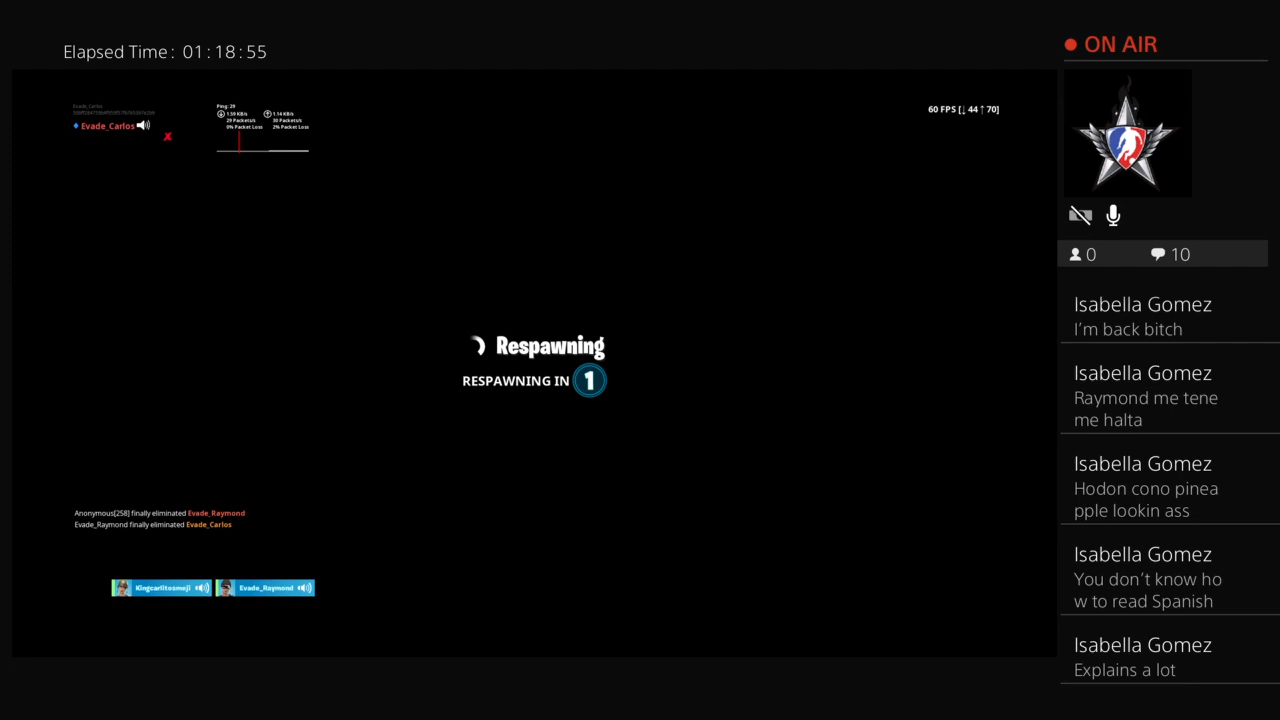 Elapsed Time: 01:18:55
ON AIR
Evade_Carlos
Evade_Carlos
x
Ping: 29
1.59 KB/s
29 Packets/s
0% Packet Loss
1.14 KB/s
30 Packets/s
2% Packet Loss
60 FPS [↓ 44 ↑ 70]
0
10
Respawning
RESPAWNING IN 1
Anonymous[258] finally eliminated Evade_Raymond
Evade_Raymond finally eliminated Evade_Carlos
Kingcarlitosmeji
Evade_Raymond
Isabella Gomez
I'm back bitch
Isabella Gomez
Raymond me tene
me halta
Isabella Gomez
Hodon cono pinea
pple lookin ass
Isabella Gomez
You don't know ho
w to read Spanish
Isabella Gomez
Explains a lot